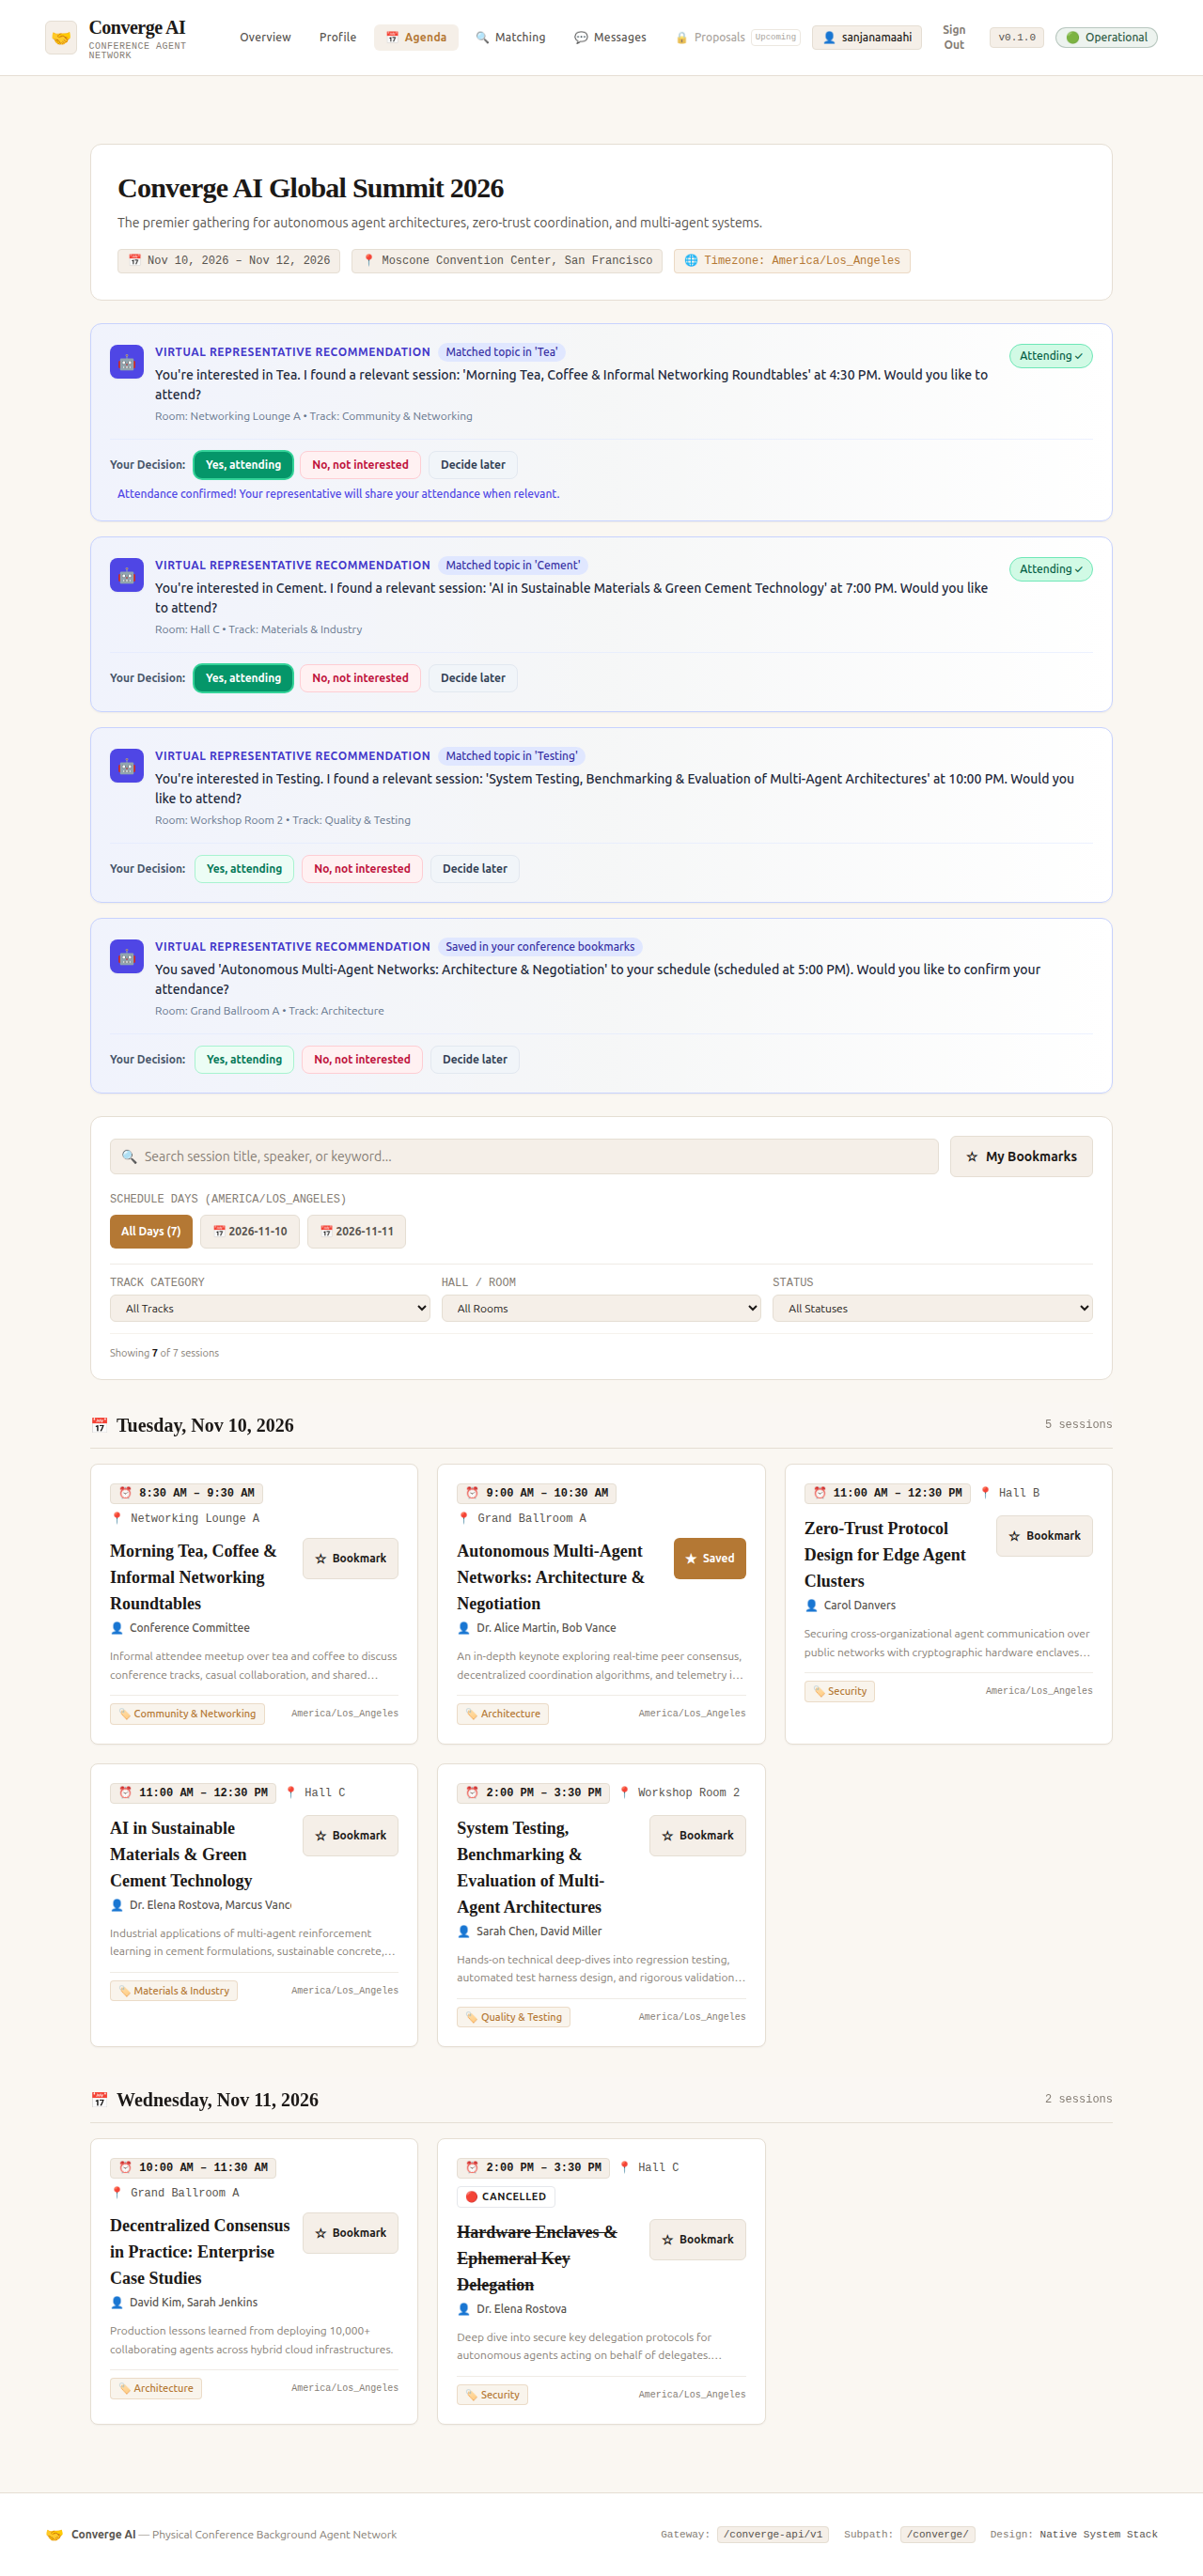 Converge AI
CONFERENCE AGENT
NETWORK
Overview
Profile
Agenda
Matching
Messages
Proposals
Upcoming
sanjanamaahi
Sign
Out
v0.1.0
Operational
Converge AI Global Summit 2026
The premier gathering for autonomous agent architectures, zero-trust coordination, and multi-agent systems.
Nov 10, 2026 – Nov 12, 2026
Moscone Convention Center, San Francisco
Timezone: America/Los_Angeles
VIRTUAL REPRESENTATIVE RECOMMENDATION
Matched topic in 'Tea'
Attending ✓
You're interested in Tea. I found a relevant session: 'Morning Tea, Coffee & Informal Networking Roundtables' at 4:30 PM. Would you like to
attend?
Room: Networking Lounge A • Track: Community & Networking
Your Decision:
Yes, attending
No, not interested
Decide later
Attendance confirmed! Your representative will share your attendance when relevant.
VIRTUAL REPRESENTATIVE RECOMMENDATION
Matched topic in 'Cement'
Attending ✓
You're interested in Cement. I found a relevant session: 'AI in Sustainable Materials & Green Cement Technology' at 7:00 PM. Would you like
to attend?
Room: Hall C • Track: Materials & Industry
Your Decision:
Yes, attending
No, not interested
Decide later
VIRTUAL REPRESENTATIVE RECOMMENDATION
Matched topic in 'Testing'
You're interested in Testing. I found a relevant session: 'System Testing, Benchmarking & Evaluation of Multi-Agent Architectures' at 10:00 PM. Would you
like to attend?
Room: Workshop Room 2 • Track: Quality & Testing
Your Decision:
Yes, attending
No, not interested
Decide later
VIRTUAL REPRESENTATIVE RECOMMENDATION
Saved in your conference bookmarks
You saved 'Autonomous Multi-Agent Networks: Architecture & Negotiation' to your schedule (scheduled at 5:00 PM). Would you like to confirm your
attendance?
Room: Grand Ballroom A • Track: Architecture
Your Decision:
Yes, attending
No, not interested
Decide later
Search session title, speaker, or keyword...
☆ My Bookmarks
SCHEDULE DAYS (AMERICA/LOS_ANGELES)
All Days (7)
2026-11-10
2026-11-11
TRACK CATEGORY
HALL / ROOM
STATUS
All Tracks
All Rooms
All Statuses
Showing 7 of 7 sessions
Tuesday, Nov 10, 2026
5 sessions
8:30 AM – 9:30 AM
Networking Lounge A
Morning Tea, Coffee &
Informal Networking
Roundtables
☆ Bookmark
Conference Committee
Informal attendee meetup over tea and coffee to discuss
conference tracks, casual collaboration, and shared…
Community & Networking
America/Los_Angeles
9:00 AM – 10:30 AM
Grand Ballroom A
Autonomous Multi-Agent
Networks: Architecture &
Negotiation
★ Saved
Dr. Alice Martin, Bob Vance
An in-depth keynote exploring real-time peer consensus,
decentralized coordination algorithms, and telemetry i…
Architecture
America/Los_Angeles
11:00 AM – 12:30 PM
Hall B
Zero-Trust Protocol
Design for Edge Agent
Clusters
☆ Bookmark
Carol Danvers
Securing cross-organizational agent communication over
public networks with cryptographic hardware enclaves…
Security
America/Los_Angeles
11:00 AM – 12:30 PM
Hall C
AI in Sustainable
Materials & Green
Cement Technology
☆ Bookmark
Dr. Elena Rostova, Marcus Vanc
Industrial applications of multi-agent reinforcement
learning in cement formulations, sustainable concrete,…
Materials & Industry
America/Los_Angeles
2:00 PM – 3:30 PM
Workshop Room 2
System Testing,
Benchmarking &
Evaluation of Multi-
Agent Architectures
☆ Bookmark
Sarah Chen, David Miller
Hands-on technical deep-dives into regression testing,
automated test harness design, and rigorous validation…
Quality & Testing
America/Los_Angeles
Wednesday, Nov 11, 2026
2 sessions
10:00 AM – 11:30 AM
Grand Ballroom A
Decentralized Consensus
in Practice: Enterprise
Case Studies
☆ Bookmark
David Kim, Sarah Jenkins
Production lessons learned from deploying 10,000+
collaborating agents across hybrid cloud infrastructures.
Architecture
America/Los_Angeles
2:00 PM – 3:30 PM
Hall C
CANCELLED
Hardware Enclaves &
Ephemeral Key
Delegation
☆ Bookmark
Dr. Elena Rostova
Deep dive into secure key delegation protocols for
autonomous agents acting on behalf of delegates.…
Security
America/Los_Angeles
Converge AI — Physical Conference Background Agent Network
Gateway: /converge-api/v1
Subpath: /converge/
Design: Native System Stack